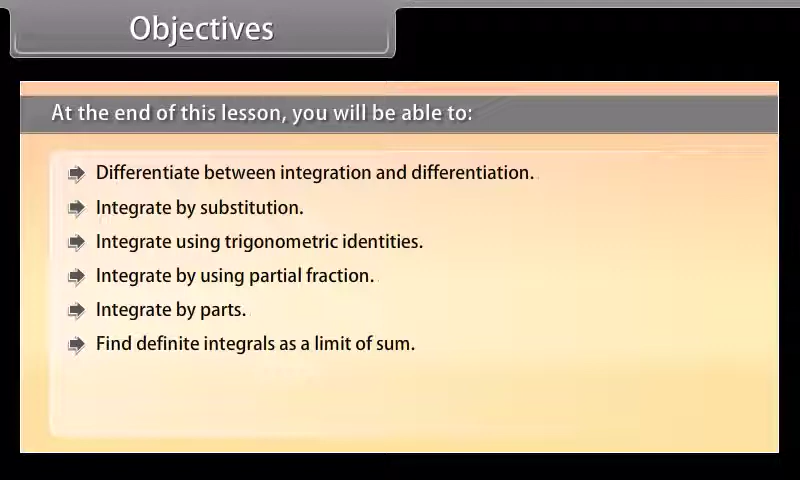 Objectives
At the end of this lesson, you will be able to:
Differentiate between integration and differentiation.
Integrate by substitution.
Integrate using trigonometric identities.
Integrate by using partial fraction.
Integrate by parts.
Find definite integrals as a limit of sum.